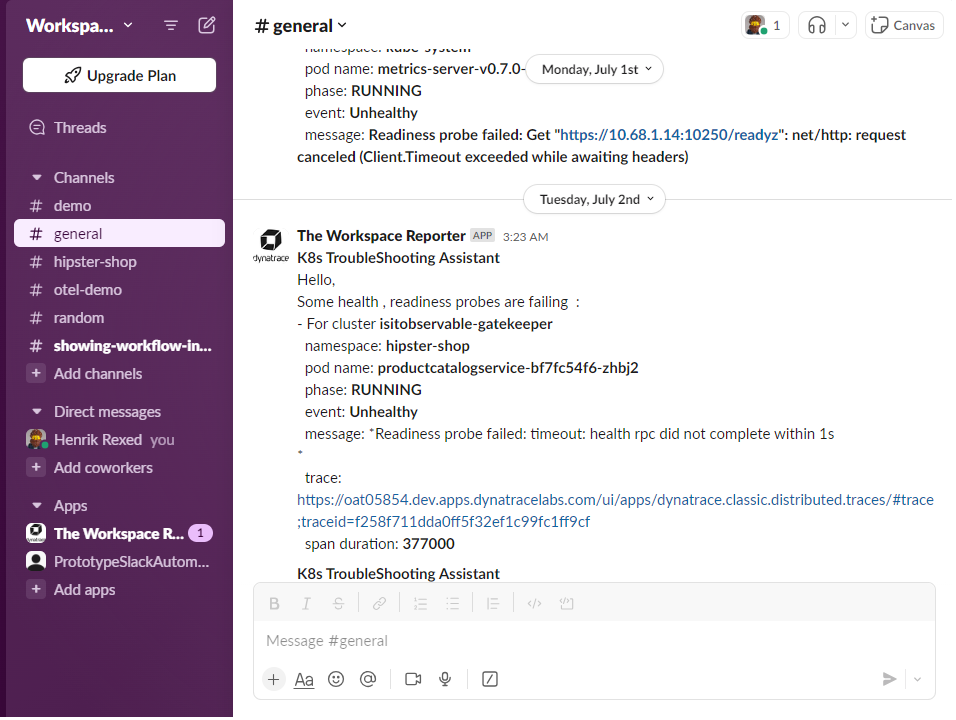 Workspa...
Upgrade Plan
Threads
Channels
# demo
# general
# hipster-shop
# otel-demo
# random
# showing-workflow-in...
+ Add channels
Direct messages
Henrik Rexed you
+ Add coworkers
Apps
The Workspace R... 1
PrototypeSlackAutom...
+ Add apps
# general
1
Canvas
namespace: kube-system
pod name: metrics-server-v0.7.0-
Monday, July 1st
phase: RUNNING
event: Unhealthy
message: Readiness probe failed: Get "https://10.68.1.14:10250/readyz": net/http: request
canceled (Client.Timeout exceeded while awaiting headers)
Tuesday, July 2nd
dynatrace
The Workspace Reporter APP 3:23 AM
K8s TroubleShooting Assistant
Hello,
Some health , readiness probes are failing :
- For cluster isitobservable-gatekeeper
namespace: hipster-shop
pod name: productcatalogservice-bf7fc54f6-zhbj2
phase: RUNNING
event: Unhealthy
message: *Readiness probe failed: timeout: health rpc did not complete within 1s
*
trace:
https://oat05854.dev.apps.dynatracelabs.com/ui/apps/dynatrace.classic.distributed.traces/#trace
;traceid=f258f711dda0ff5f32ef1c99fc1ff9cf
span duration: 377000
K8s TroubleShooting Assistant
B I S
Message #general
+ Aa @